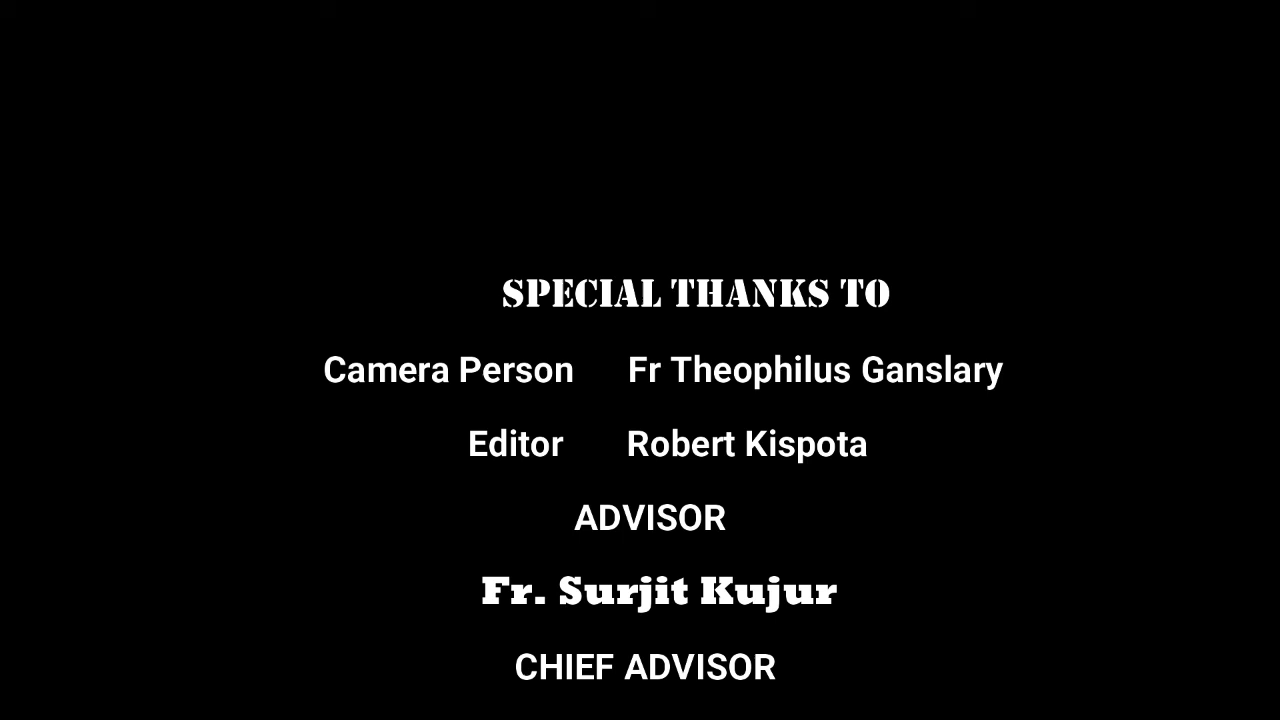 SPECIAL THANKS TO
Camera Person Fr Theophilus Ganslary
Editor Robert Kispota
ADVISOR
Fr. Surjit Kujur
CHIEF ADVISOR